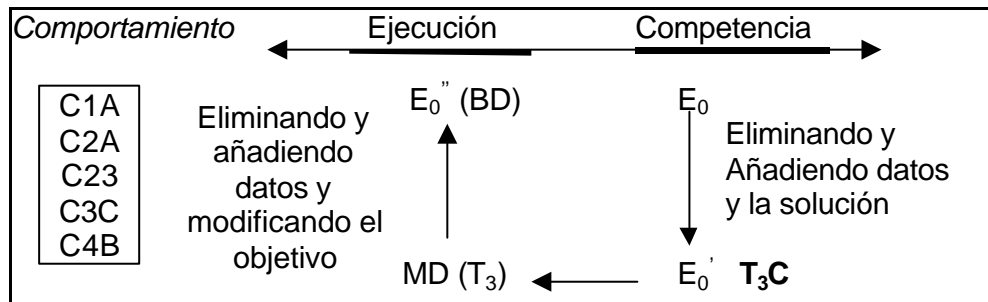 Comportamiento Ejecución Competencia
C1A
C2A
C23
C3C
C4B
Eliminando y
añadiendo
datos y
modificando el
objetivo
E₀'' (BD)
MD (T₃)
E₀
Eliminando y
Añadiendo datos
y la solución
E₀' T₃C